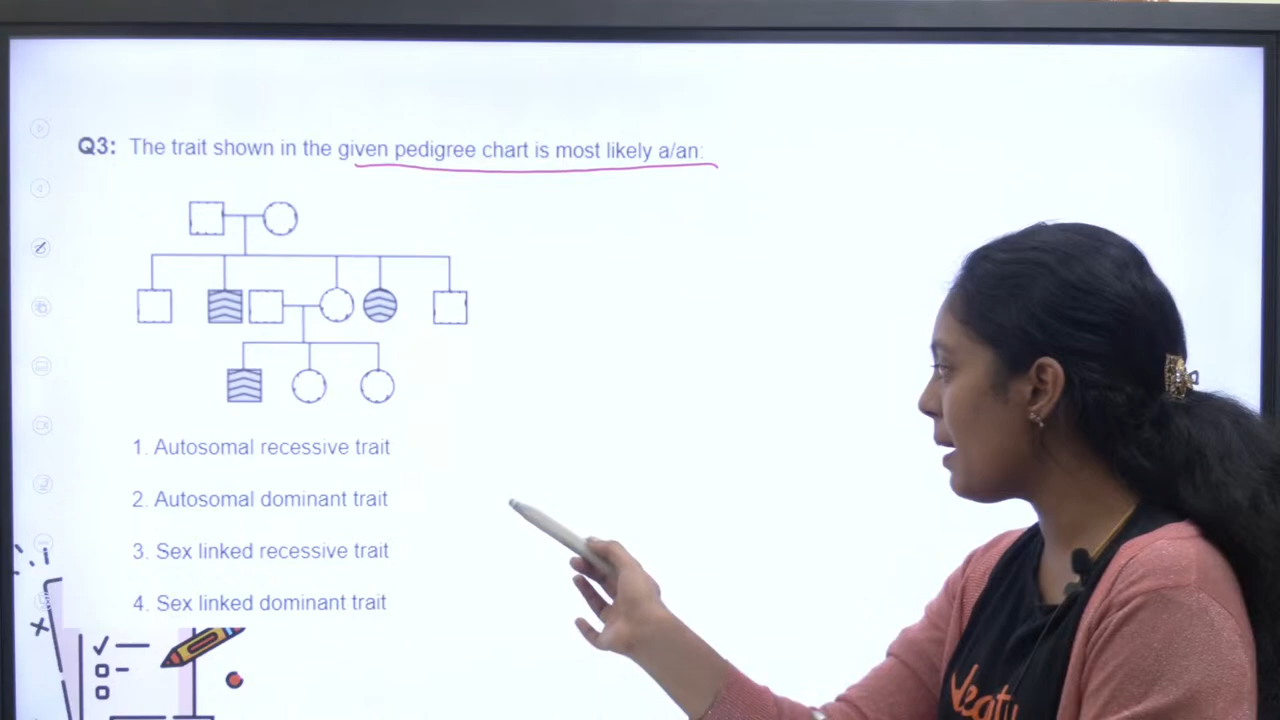 Q3: The trait shown in the given pedigree chart is most likely a/an:
1. Autosomal recessive trait
2. Autosomal dominant trait
3. Sex linked recessive trait
4. Sex linked dominant trait